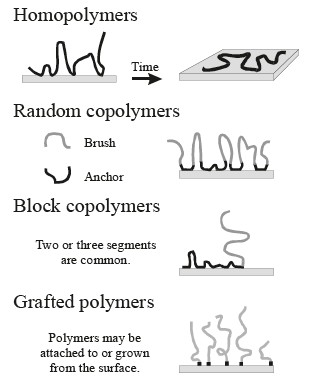 Homopolymers
Time
Random copolymers
Brush
Anchor
Block copolymers
Two or three segments
are common.
Grafted polymers
Polymers may be
attached to or grown
from the surface.